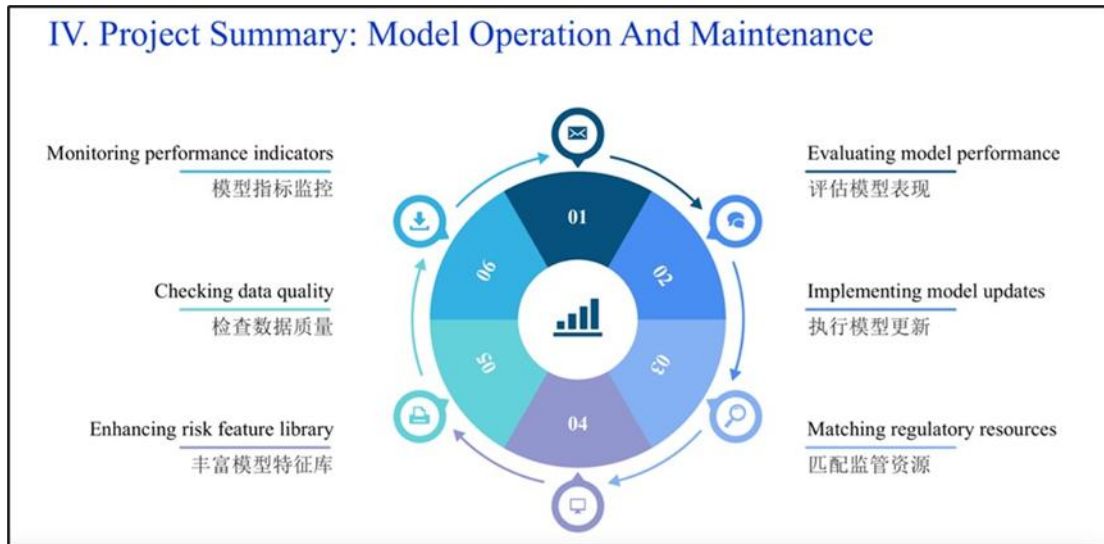 IV. Project Summary: Model Operation And Maintenance
Monitoring performance indicators
模型指标监控
Checking data quality
检查数据质量
Enhancing risk feature library
丰富模型特征库
01
02
03
04
05
06
Evaluating model performance
评估模型表现
Implementing model updates
执行模型更新
Matching regulatory resources
匹配监管资源